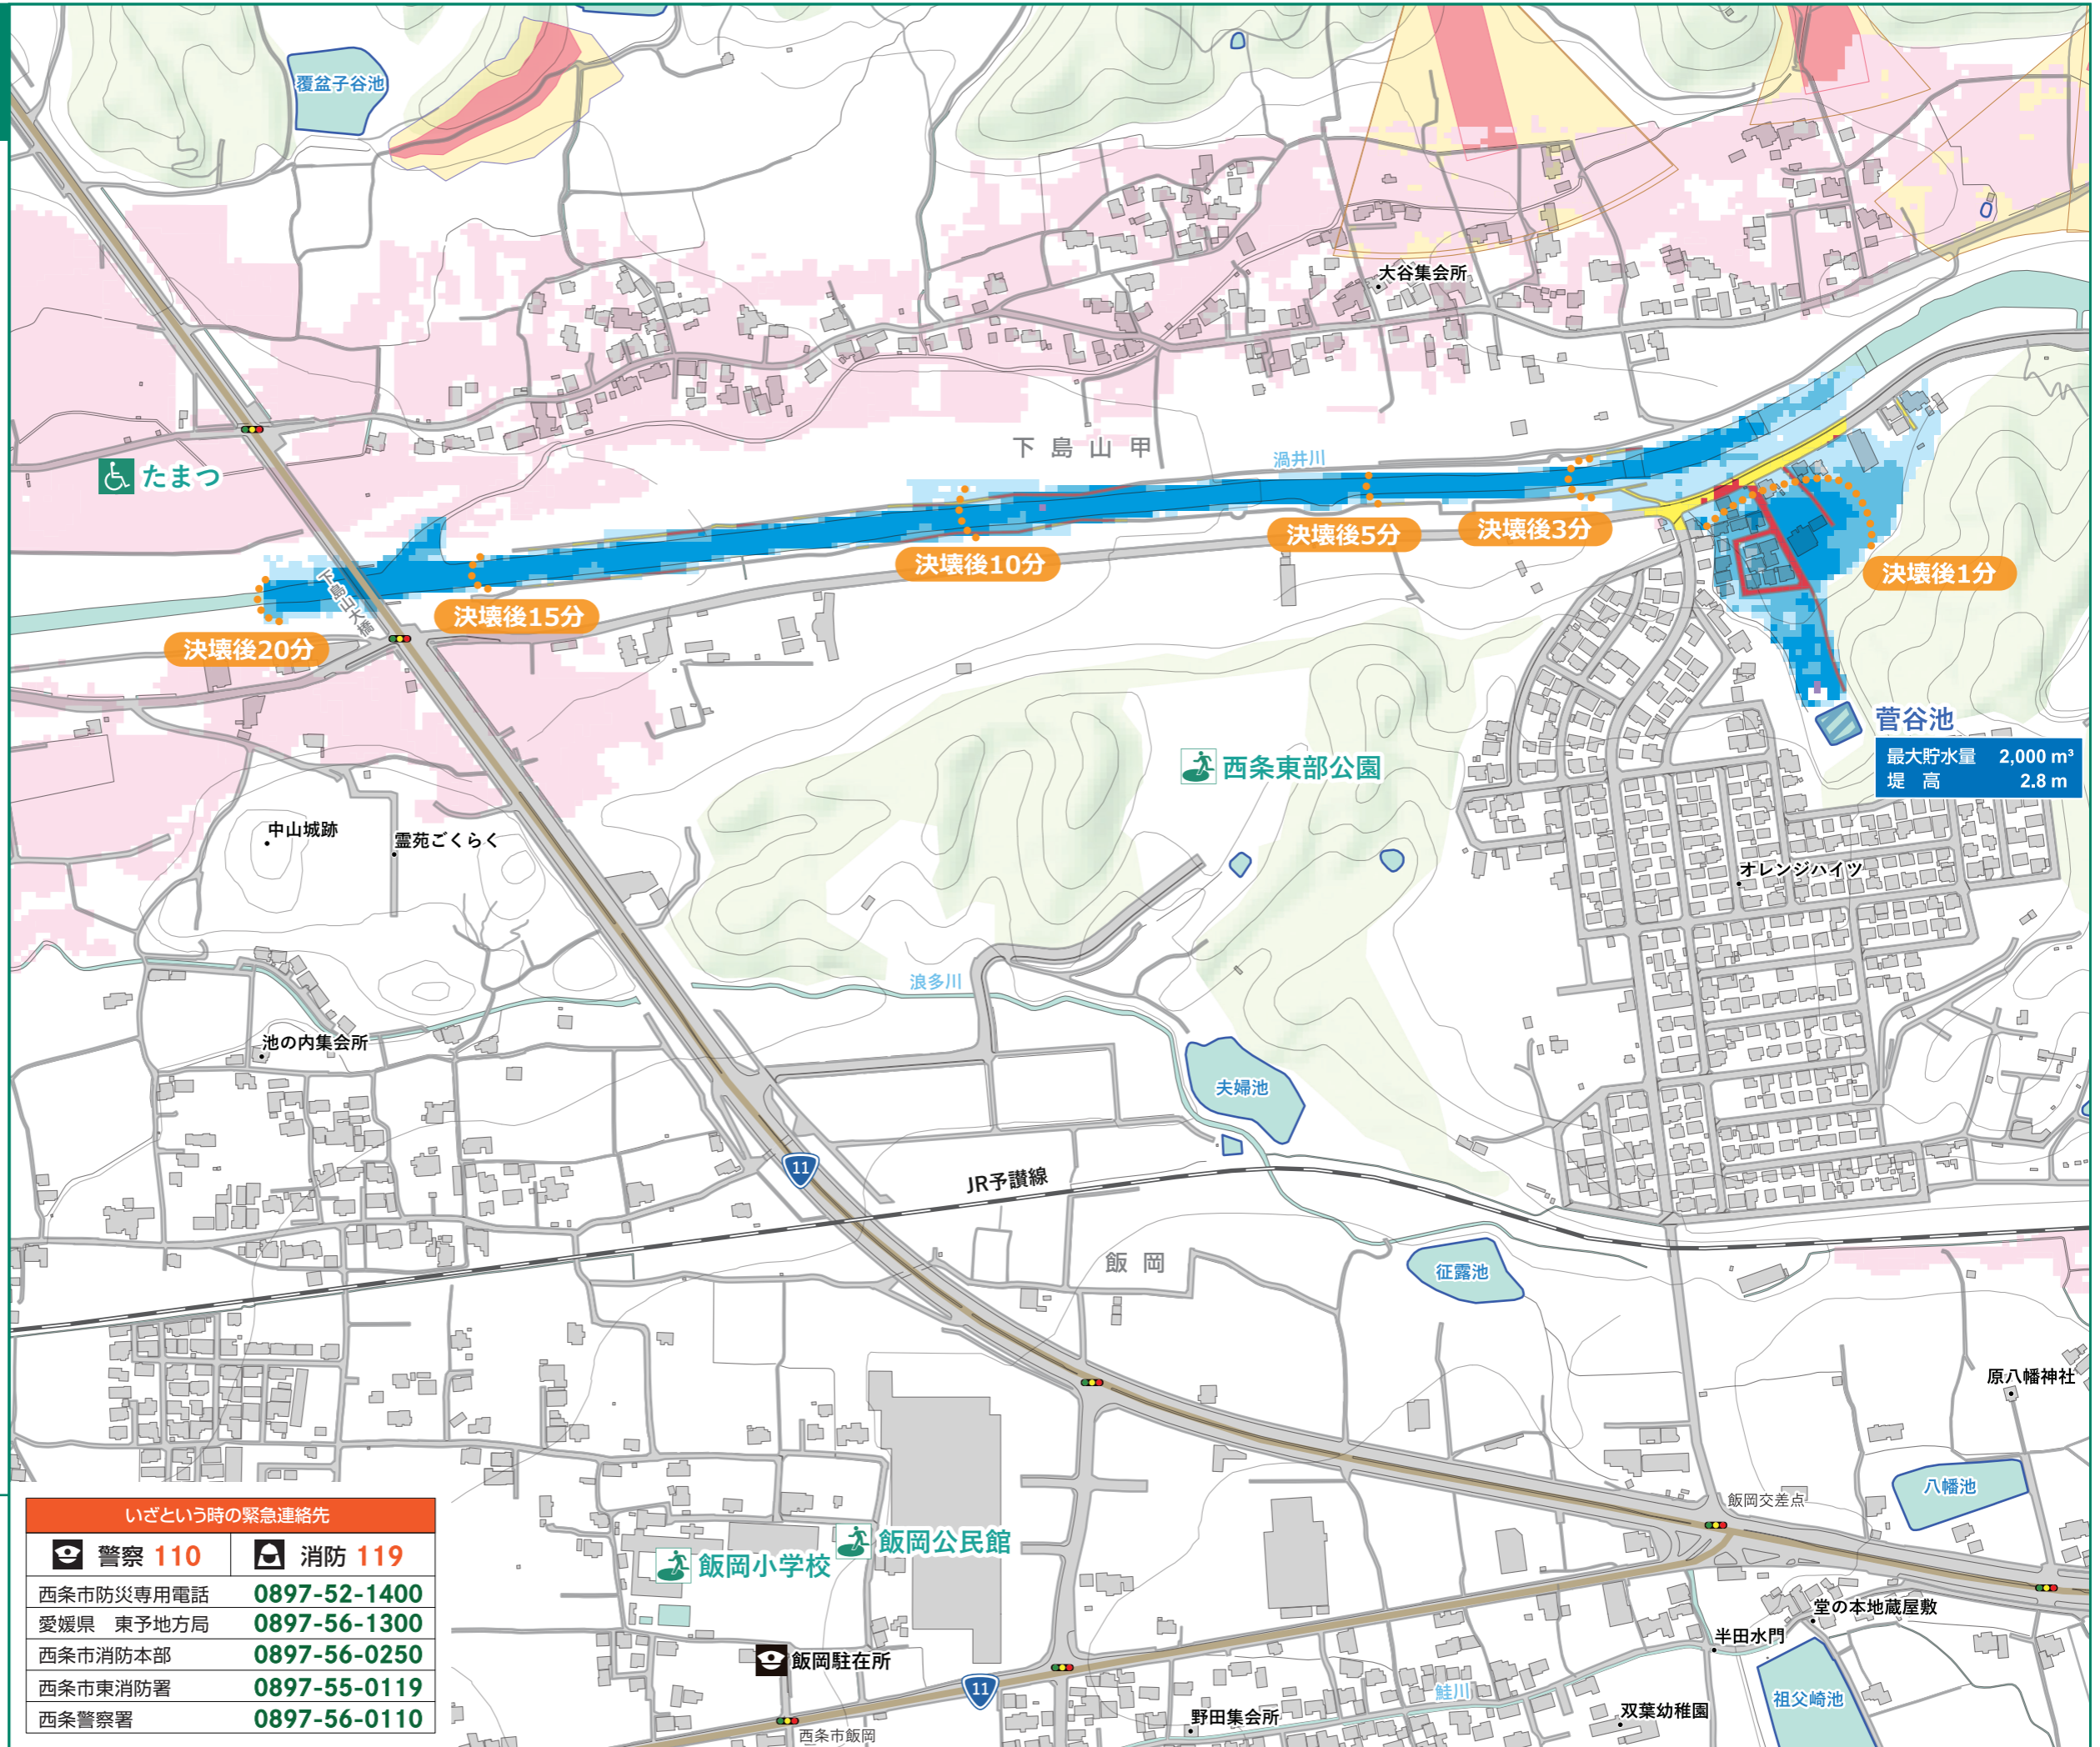 覆盆子谷池
大谷集会所
下島山甲
渦井川
たまつ
決壊後5分
決壊後3分
決壊後10分
決壊後1分
決壊後15分
下島山大橋
決壊後20分
菅谷池
最大貯水量 2,000 m³
堤 高 2.8 m
西条東部公園
中山城跡
霊苑ごくらく
オレンジハイツ
浪多川
池の内集会所
夫婦池
11
JR予讃線
飯岡
征露池
原八幡神社
八幡池
飯岡交差点
いざという時の緊急連絡先
警察 110
消防 119
西条市防災専用電話 0897-52-1400
愛媛県 東予地方局 0897-56-1300
西条市消防本部 0897-56-0250
西条市東消防署 0897-55-0119
西条警察署 0897-56-0110
飯岡公民館
飯岡小学校
堂の本地蔵屋敷
半田水門
飯岡駐在所
11
鮭川
祖父崎池
双葉幼稚園
野田集会所
西条市飯岡